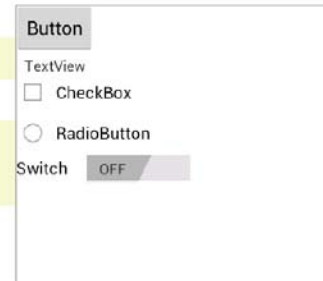 Button
TextView
CheckBox
RadioButton
Switch OFF